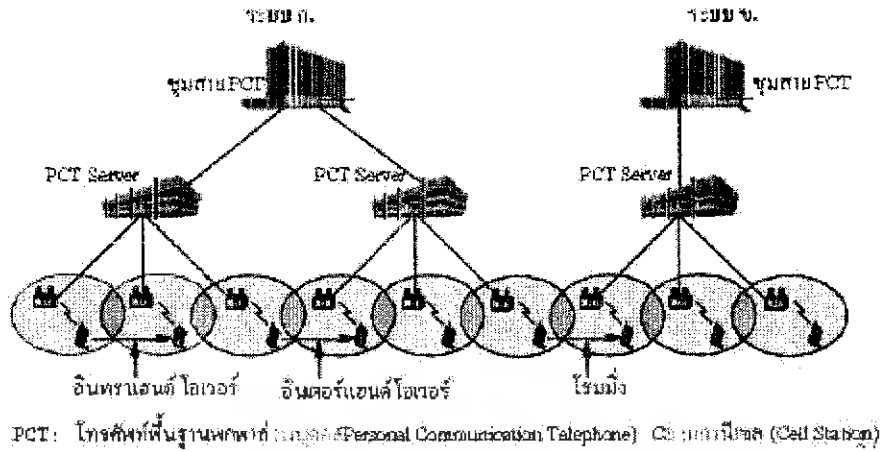 ระบบ ก.
ระบบ ข.
ชุมสาย PCT
ชุมสาย PCT
PCT Server
PCT Server
PCT Server
อินทราแฮนด์โอเวอร์
อินเตอร์แฮนด์โอเวอร์
โรมมิ่ง
PCT : โทรศัพท์พื้นฐานพกพา (Personal Communication Telephone) CS (Cell Station)